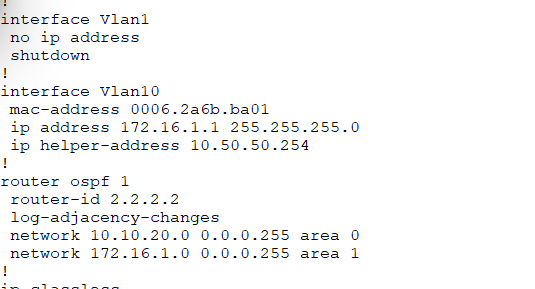 !
interface Vlan1
no ip address
shutdown
!
interface Vlan10
mac-address 0006.2a6b.ba01
ip address 172.16.1.1 255.255.255.0
ip helper-address 10.50.50.254
!
router ospf 1
router-id 2.2.2.2
log-adjacency-changes
network 10.10.20.0 0.0.0.255 area 0
network 172.16.1.0 0.0.0.255 area 1
!
ip classless